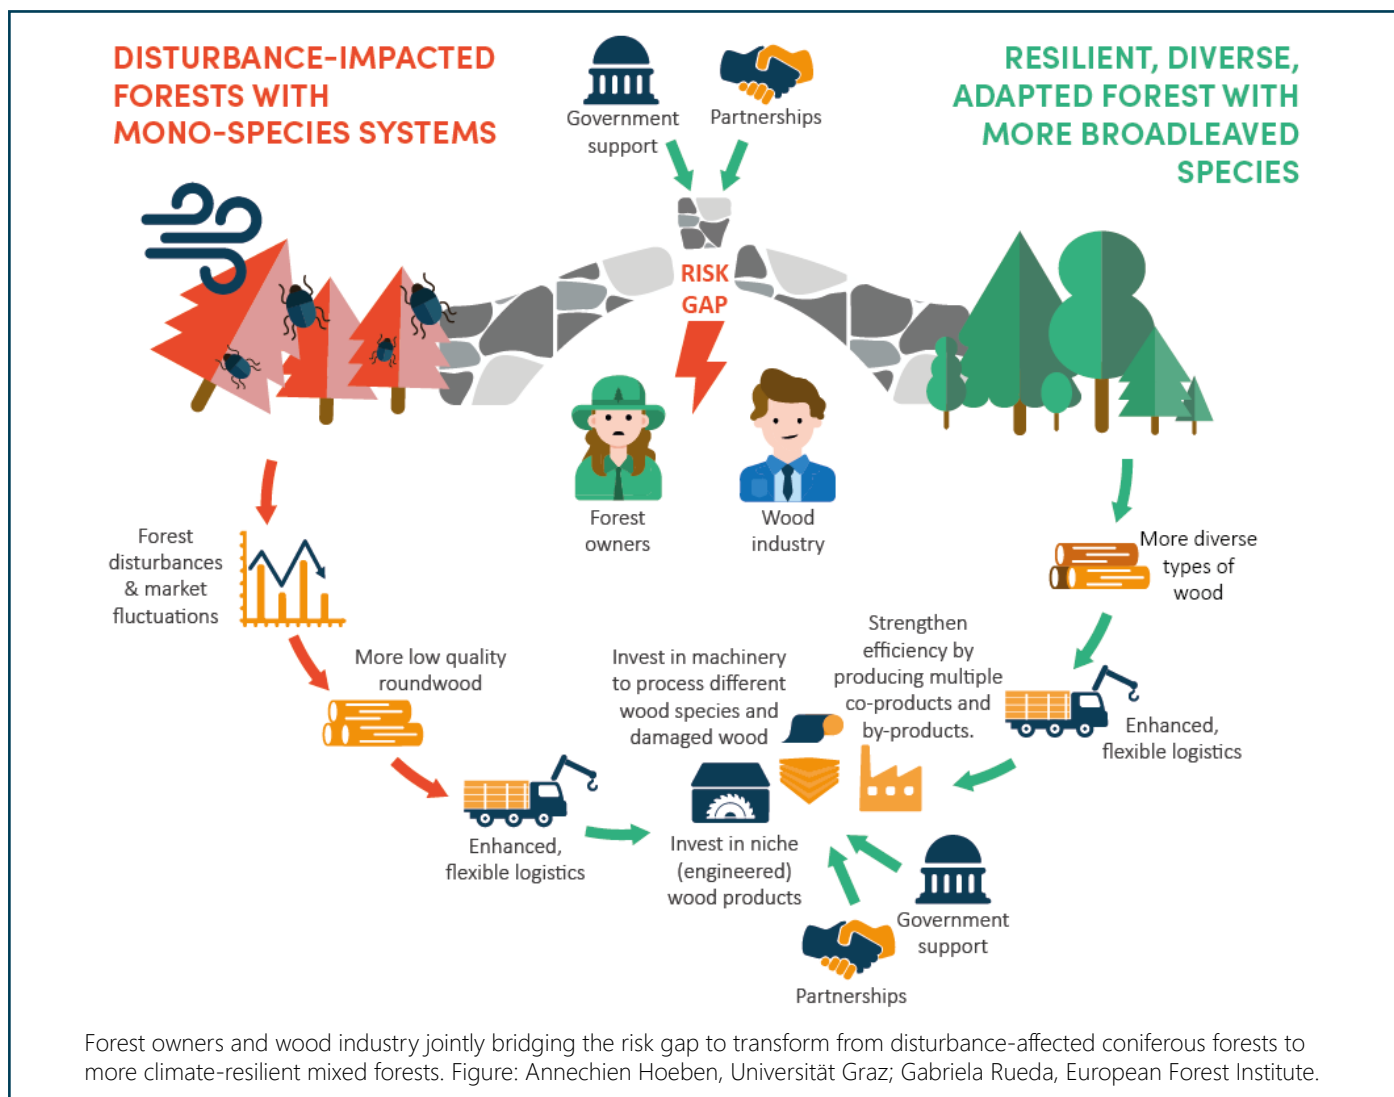 DISTURBANCE-IMPACTED
FORESTS WITH
MONO-SPECIES SYSTEMS
Government
support
Partnerships
RESILIENT, DIVERSE,
ADAPTED FOREST WITH
MORE BROADLEAVED
SPECIES
RISK
GAP
Forest
owners
Wood
industry
Forest
disturbances
& market
fluctuations
More low quality
roundwood
Enhanced,
flexible logistics
Invest in machinery
to process different
wood species and
damaged wood
Invest in niche
(engineered)
wood products
Strengthen
efficiency by
producing multiple
co-products and
by-products.
More diverse
types of
wood
Enhanced,
flexible logistics
Government
support
Partnerships
Forest owners and wood industry jointly bridging the risk gap to transform from disturbance-affected coniferous forests to
more climate-resilient mixed forests. Figure: Annechien Hoeben, Universität Graz; Gabriela Rueda, European Forest Institute.